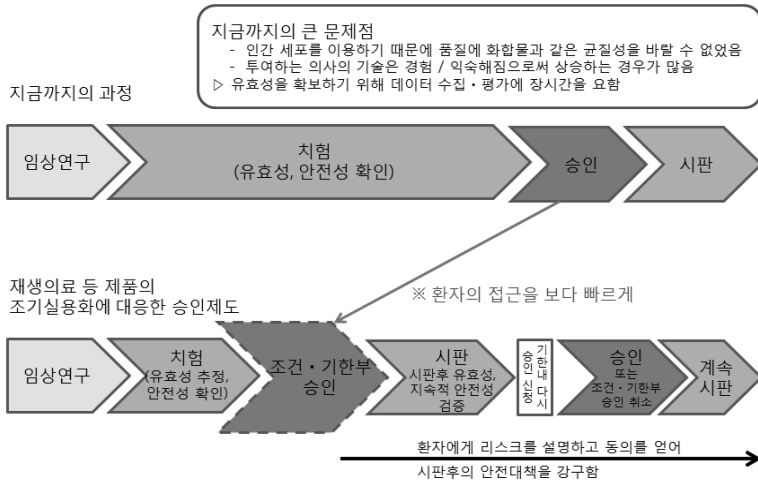 지금까지의 큰 문제점
- 인간 세포를 이용하기 때문에 품질에 화합물과 같은 균질성을 바랄 수 없었음
- 투여하는 의사의 기술은 경험 / 익숙해짐으로써 상승하는 경우가 많음
▷ 유효성을 확보하기 위해 데이터 수집・평가에 장시간을 요함
지금까지의 과정
임상연구
치험
(유효성, 안전성 확인)
승인
시판
재생의료 등 제품의
조기실용화에 대응한 승인제도
※ 환자의 접근을 보다 빠르게
임상연구
치험
(유효성 추정,
안전성 확인)
조건・기한부
승인
시판
시판후 유효성,
지속적 안전성
검증
기한내 다시
승인 신청
승인
또는
조건・기한부
승인 취소
계속
시판
환자에게 리스크를 설명하고 동의를 얻어
시판후의 안전대책을 강구함